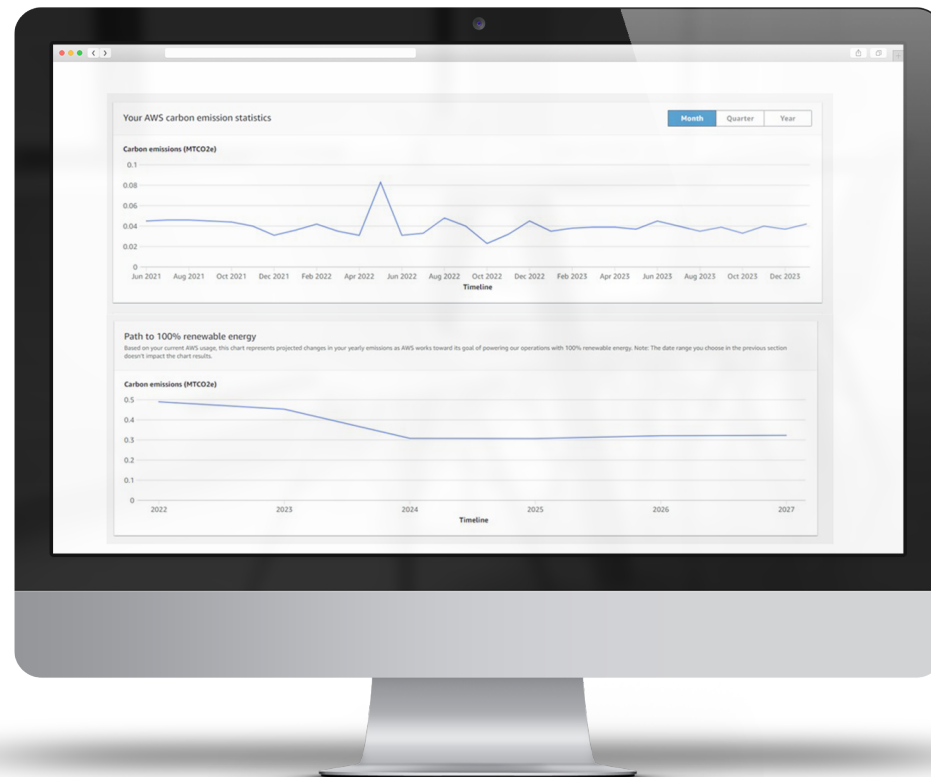 Your AWS carbon emission statistics
Month Quarter Year
Carbon emissions (MTCO2e)
0.1
0.08
0.06
0.04
0.02
0
Jun 2021 Aug 2021 Oct 2021 Dec 2021 Feb 2022 Apr 2022 Jun 2022 Aug 2022 Oct 2022 Dec 2022 Feb 2023 Apr 2023 Jun 2023 Aug 2023 Oct 2023 Dec 2023
Timeline
Path to 100% renewable energy
Based on your current AWS usage, this chart represents projected changes in your yearly emissions as AWS works toward its goal of powering our operations with 100% renewable energy. Note: The date range you choose in the previous section
doesn't impact the chart results.
Carbon emissions (MTCO2e)
0.5
0.4
0.3
0.2
0.1
0
2022 2023 2024 2025 2026 2027
Timeline